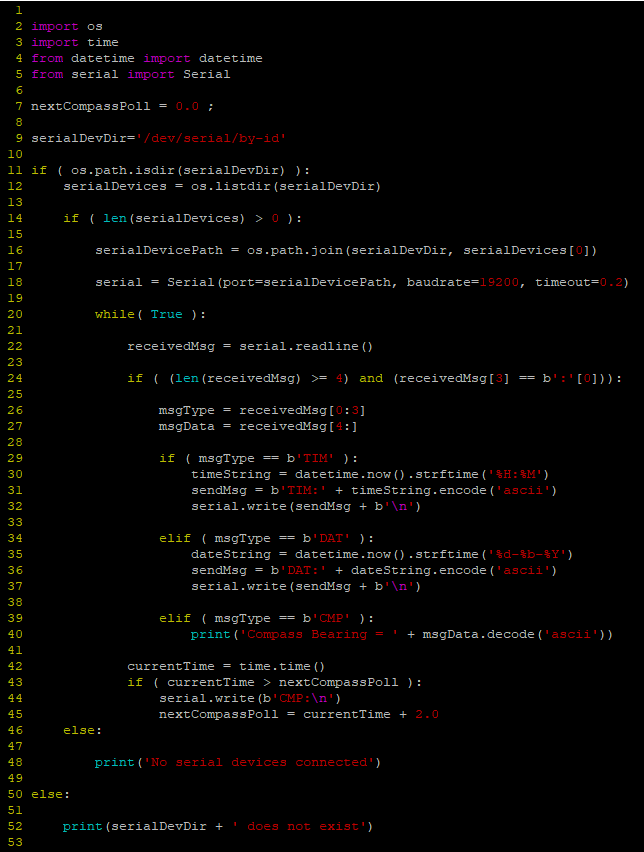 1
2 import os
3 import time
4 from datetime import datetime
5 from serial import Serial
6
7 nextCompassPoll = 0.0 ;
8
9 serialDevDir='/dev/serial/by-id'
10
11 if ( os.path.isdir(serialDevDir) ):
12     serialDevices = os.listdir(serialDevDir)
13
14     if ( len(serialDevices) > 0 ):
15
16         serialDevicePath = os.path.join(serialDevDir, serialDevices[0])
17
18         serial = Serial(port=serialDevicePath, baudrate=19200, timeout=0.2)
19
20         while( True ):
21
22             receivedMsg = serial.readline()
23
24             if ( (len(receivedMsg) >= 4) and (receivedMsg[3] == b':'[0])):
25
26                 msgType = receivedMsg[0:3]
27                 msgData = receivedMsg[4:]
28
29                 if ( msgType == b'TIM' ):
30                     timeString = datetime.now().strftime('%H:%M')
31                     sendMsg = b'TIM:' + timeString.encode('ascii')
32                     serial.write(sendMsg + b'\n')
33
34                 elif ( msgType == b'DAT' ):
35                     dateString = datetime.now().strftime('%d-%b-%Y')
36                     sendMsg = b'DAT:' + dateString.encode('ascii')
37                     serial.write(sendMsg + b'\n')
38
39                 elif ( msgType == b'CMP' ):
40                     print('Compass Bearing = ' + msgData.decode('ascii'))
41
42             currentTime = time.time()
43             if ( currentTime > nextCompassPoll ):
44                 serial.write(b'CMP:\n')
45                 nextCompassPoll = currentTime + 2.0
46     else:
47
48         print('No serial devices connected')
49
50 else:
51
52     print(serialDevDir + ' does not exist')
53